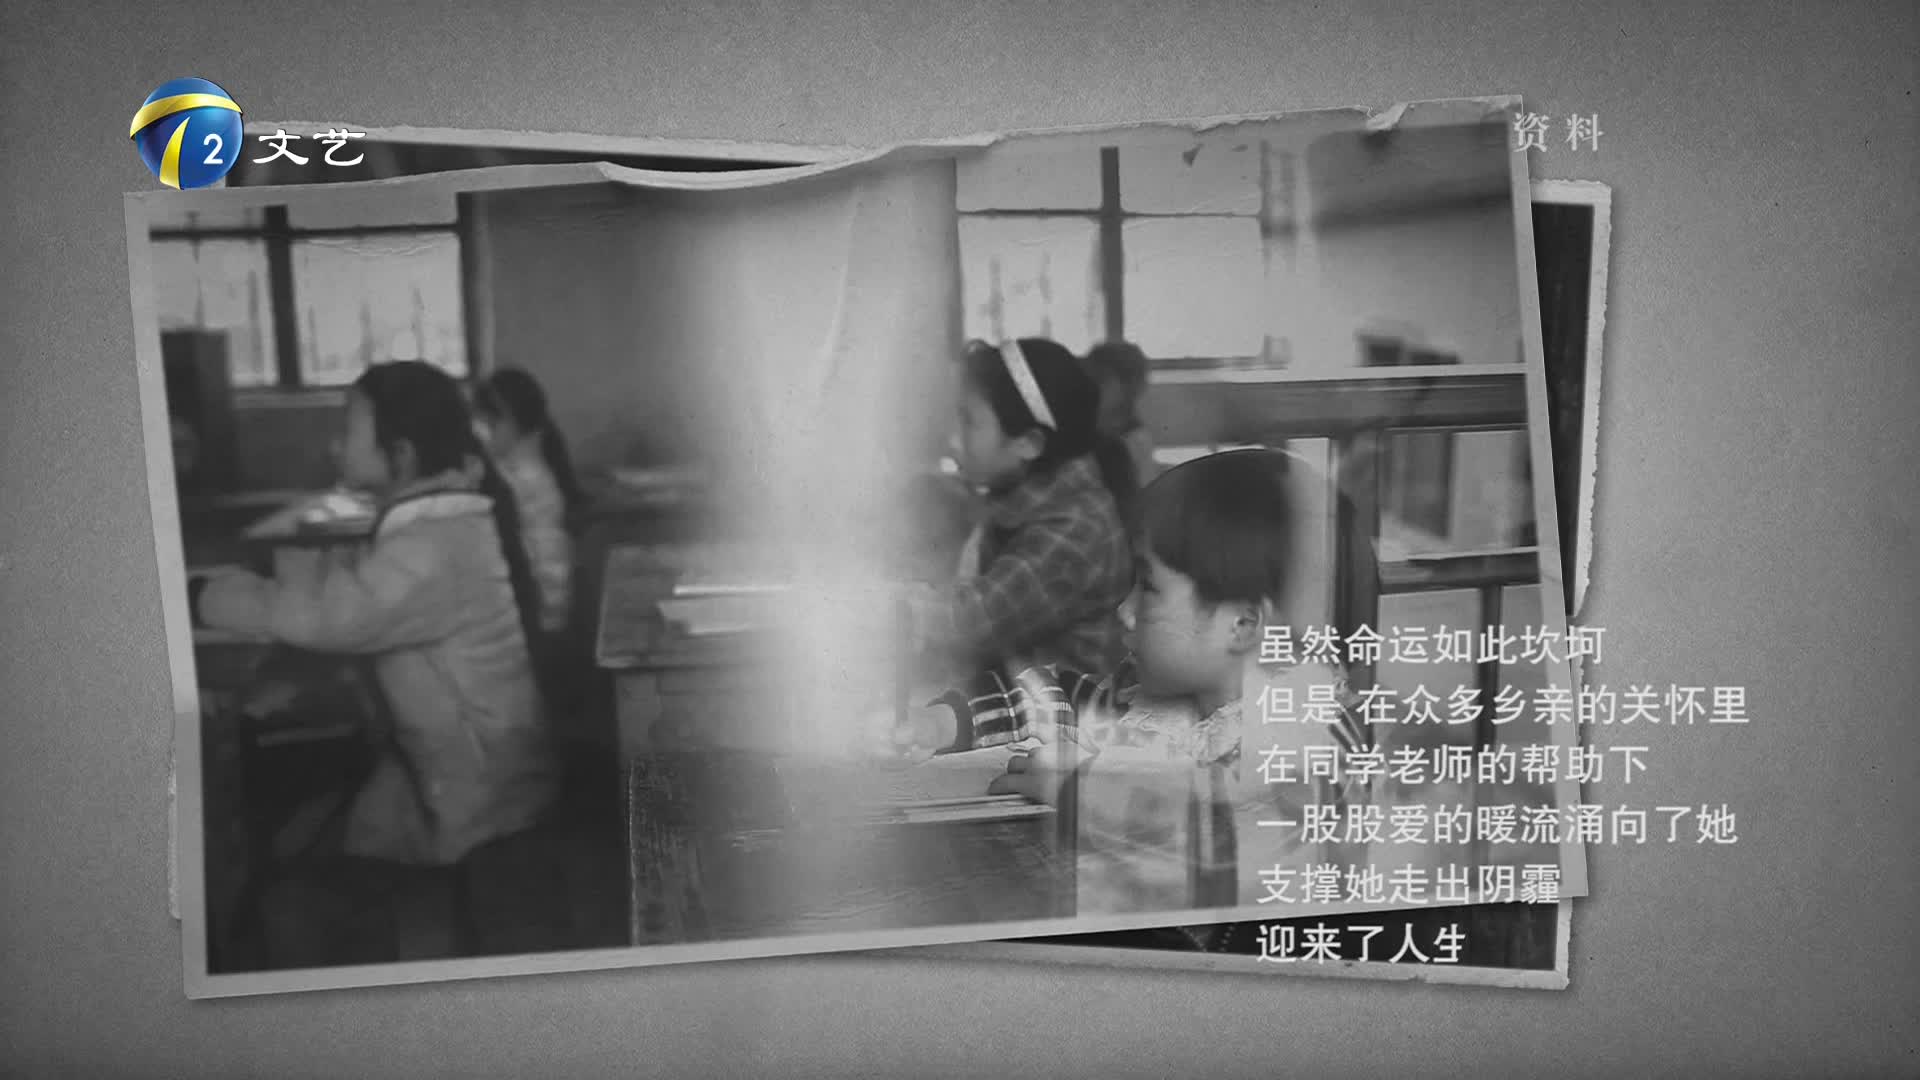 2 文艺
资料
虽然命运如此坎坷
但是 在众多乡亲的关怀里
在同学老师的帮助下
一股股爱的暖流涌向了她
支撑她走出阴霾
迎来了人生